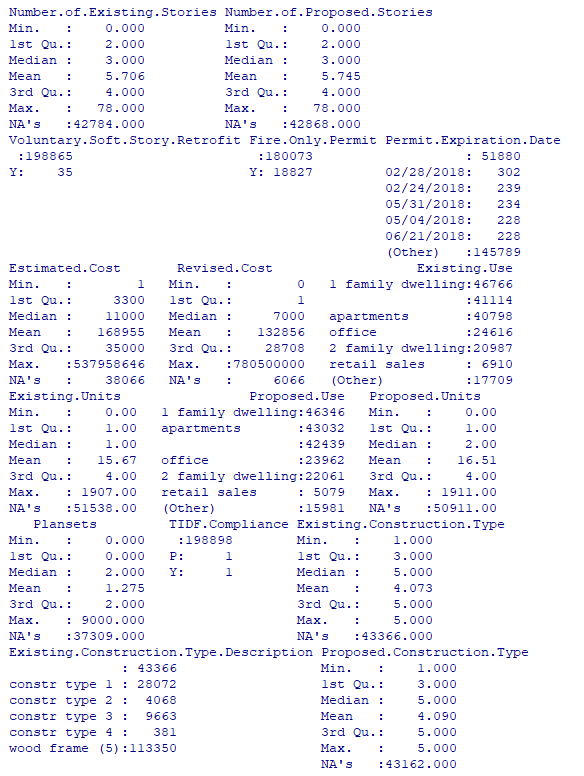 Number.of.Existing.Stories Number.of.Proposed.Stories
Min.   :    0.000          Min.   :    0.000
1st Qu.:    2.000          1st Qu.:    2.000
Median :    3.000          Median :    3.000
Mean   :    5.706          Mean   :    5.745
3rd Qu.:    4.000          3rd Qu.:    4.000
Max.   :   78.000          Max.   :   78.000
NA's   :42784.000          NA's   :42868.000
Voluntary.Soft.Story.Retrofit Fire.Only.Permit Permit.Expiration.Date
 :198865                       :180073                   : 51880
Y:    35                      Y: 18827         02/28/2018:   302
                                               02/24/2018:   239
                                               05/31/2018:   234
                                               05/04/2018:   228
                                               06/21/2018:   228
                                               (Other)   :145789
Estimated.Cost       Revised.Cost                  Existing.Use
Min.   :        1   Min.   :        0   1 family dwelling:46766
1st Qu.:     3300   1st Qu.:        1                    :41114
Median :    11000   Median :     7000   apartments       :40798
Mean   :   168955   Mean   :   132856   office           :24616
3rd Qu.:    35000   3rd Qu.:    28708   2 family dwelling:20987
Max.   :537958646   Max.   :780500000   retail sales     : 6910
NA's   :    38066   NA's   :     6066   (Other)          :17709
Existing.Units                Proposed.Use   Proposed.Units
Min.   :    0.00   1 family dwelling:46346   Min.   :    0.00
1st Qu.:    1.00   apartments       :43032   1st Qu.:    1.00
Median :    1.00                    :42439   Median :    2.00
Mean   :   15.67   office           :23962   Mean   :   16.51
3rd Qu.:    4.00   2 family dwelling:22061   3rd Qu.:    4.00
Max.   : 1907.00   retail sales     : 5079   Max.   : 1911.00
NA's   :51538.00   (Other)          :15981   NA's   :50911.00
   Plansets         TIDF.Compliance Existing.Construction.Type
Min.   :    0.000    :198898        Min.   :    1.000
1st Qu.:    0.000   P:     1        1st Qu.:    3.000
Median :    2.000   Y:     1        Median :    5.000
Mean   :    1.275                   Mean   :    4.073
3rd Qu.:    2.000                   3rd Qu.:    5.000
Max.   : 9000.000                   Max.   :    5.000
NA's   :37309.000                   NA's   :43366.000
Existing.Construction.Type.Description Proposed.Construction.Type
              : 43366                  Min.   :    1.000
constr type 1 : 28072                  1st Qu.:    3.000
constr type 2 :  4068                  Median :    5.000
constr type 3 :  9663                  Mean   :    4.090
constr type 4 :   381                  3rd Qu.:    5.000
wood frame (5):113350                  Max.   :    5.000
                                       NA's   :43162.000